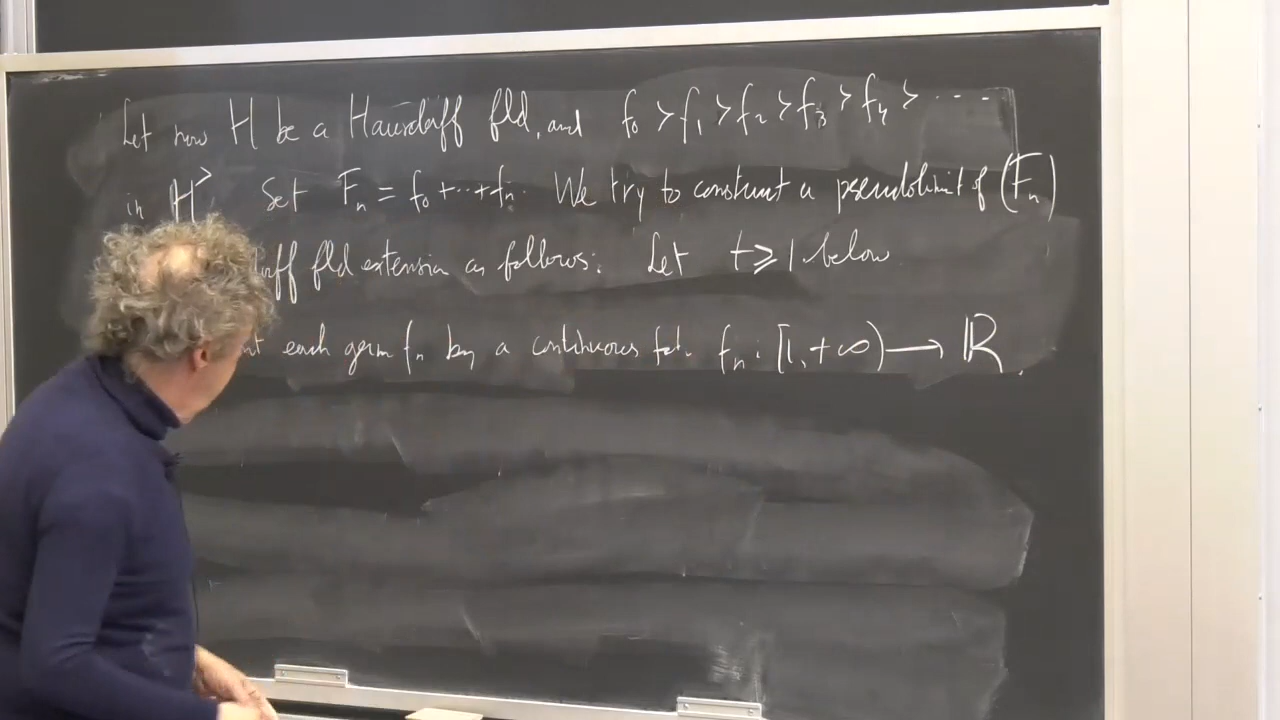 Let now H be a Hausdorff fld, and f₀ > f₁ > f₂ > f₃ > f₄ > ·····
in H^>. Set Fₙ = f₀ + ··· + fₙ. We try to construct a pseudolimit of (Fₙ)
fld extension as follows: Let t ⩾ 1 below.
each germ fₙ by a continuous fct. fₙ : [1, +∞) ⟶ ℝ.